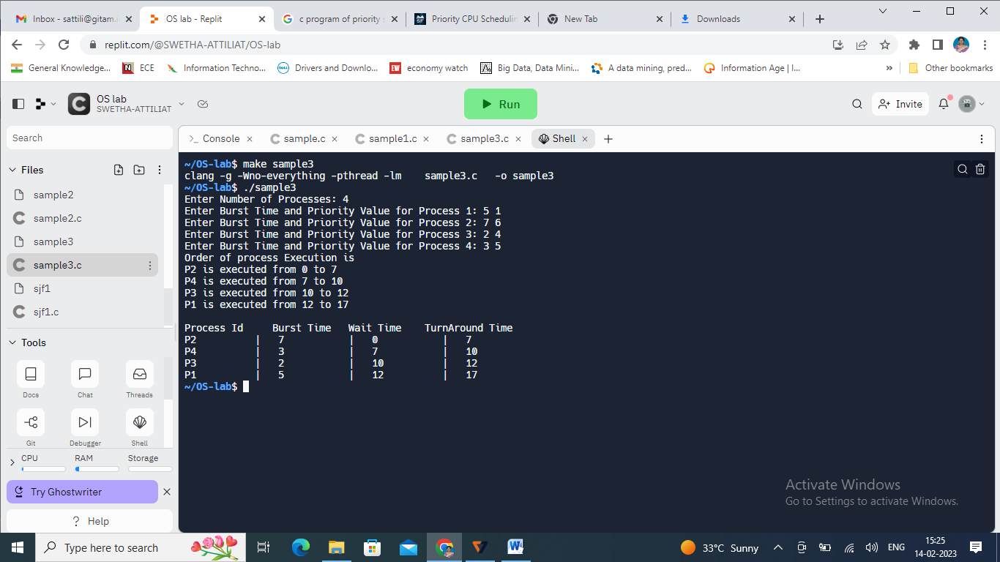 Inbox - sattili@gitam.
OS lab - Replit
c program of priority s
Priority CPU Schedulin
New Tab
Downloads
replit.com/@SWETHA-ATTILIAT/OS-lab
General Knowledge...
ECE
Information Techno...
Drivers and Downlo...
EW economy watch
Big Data, Data Mini...
A data mining, pred...
Information Age | I...
»
Other bookmarks
OS lab
SWETHA-ATTILIAT
Run
Invite
Search
Console
sample.c
sample1.c
sample3.c
Shell
Files
sample2
sample2.c
sample3
sample3.c
sjf1
sjf1.c
Tools
Docs
Chat
Threads
Git
Debugger
Shell
CPU
RAM
Storage
Try Ghostwriter
? Help
~/OS-lab$ make sample3
clang -g -Wno-everything -pthread -lm    sample3.c   -o sample3
~/OS-lab$ ./sample3
Enter Number of Processes: 4
Enter Burst Time and Priority Value for Process 1: 5 1
Enter Burst Time and Priority Value for Process 2: 7 6
Enter Burst Time and Priority Value for Process 3: 2 4
Enter Burst Time and Priority Value for Process 4: 3 5
Order of process Execution is
P2 is executed from 0 to 7
P4 is executed from 7 to 10
P3 is executed from 10 to 12
P1 is executed from 12 to 17
Process Id     Burst Time   Wait Time    TurnAround Time
P2          |   7           |   0           |   7
P4          |   3           |   7           |   10
P3          |   2           |   10          |   12
P1          |   5           |   12          |   17
~/OS-lab$
Activate Windows
Go to Settings to activate Windows.
Type here to search
33°C Sunny
ENG
15:25
14-02-2023